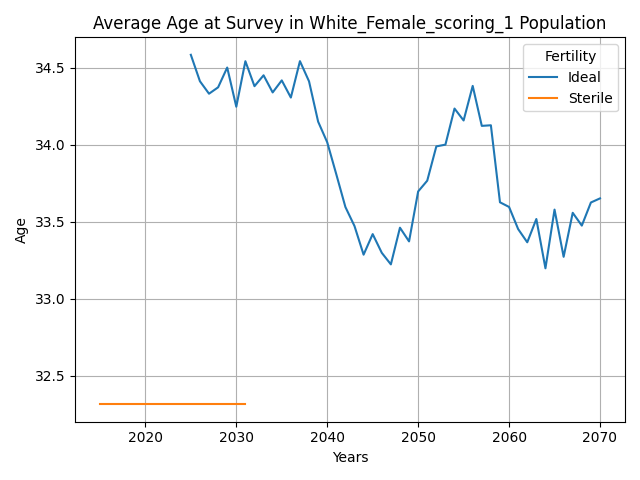 Average Age at Survey in White_Female_scoring_1 Population
Fertility
Ideal
Sterile
Age
34.5
34.0
33.5
33.0
32.5
2020 2030 2040 2050 2060 2070
Years